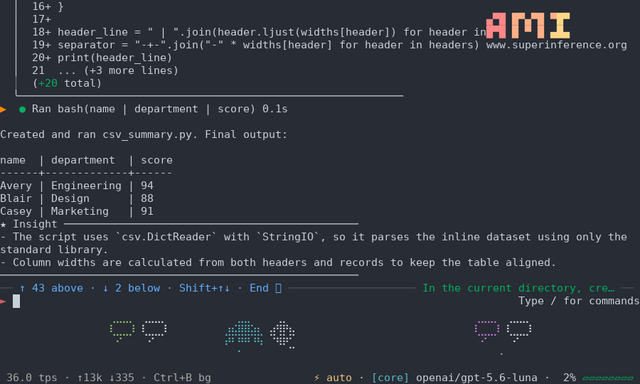 16+ }
17+
18+ header_line = " | ".join(header.ljust(widths[header]) for header in
AMI
19+ separator = "-+-".join("-" * widths[header] for header in headers) www.superinference.org
20+ print(header_line)
21 ... (+3 more lines)
(+20 total)
▶ ● Ran bash(name | department | score) 0.1s
Created and ran csv_summary.py. Final output:
name | department | score
------+-------------+------
Avery | Engineering | 94
Blair | Design | 88
Casey | Marketing | 91
★ Insight
- The script uses `csv.DictReader` with `StringIO`, so it parses the inline dataset using only the
standard library.
- Column widths are calculated from both headers and records to keep the table aligned.
↑ 43 above · ↓ 2 below · Shift+↑↓ · End In the current directory, cre…
Type / for commands
36.0 tps · ↑13k ↓335 · Ctrl+B bg ⚡ auto · [core] openai/gpt-5.6-luna · 2%